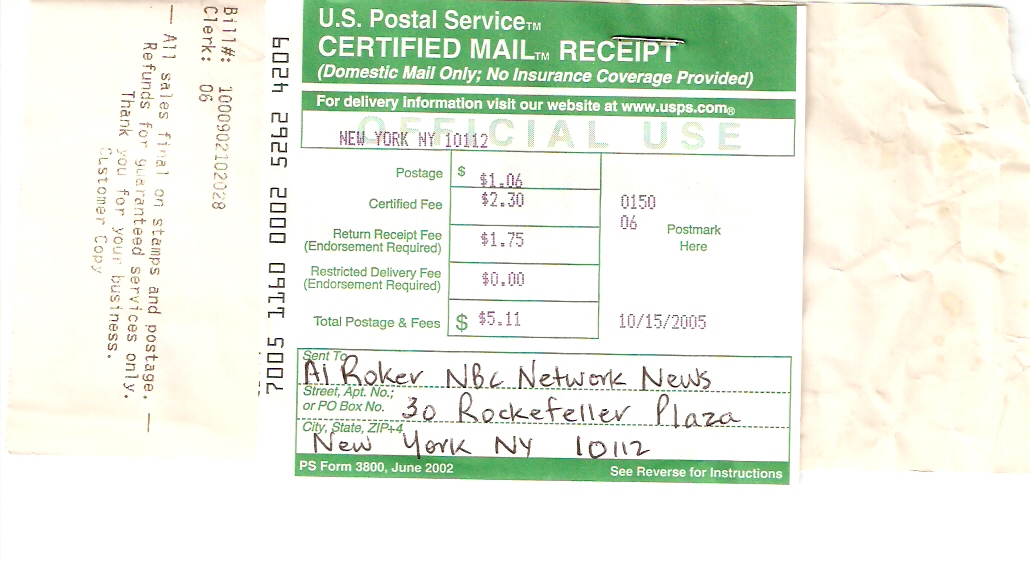 Bill#: 1000902102028
Clerk: 06
— All sales final on stamps and postage. —
Refunds for guaranteed services only.
Thank you for your business.
Customer Copy
7005 1160 0002 5262 4209
U.S. Postal Service™
CERTIFIED MAIL™ RECEIPT
(Domestic Mail Only; No Insurance Coverage Provided)
For delivery information visit our website at www.usps.com®
OFFICIAL USE
NEW YORK NY 10112
Postage $ $1.06
Certified Fee $2.30
0150
06
Postmark
Here
Return Receipt Fee
(Endorsement Required) $1.75
Restricted Delivery Fee
(Endorsement Required) $0.00
Total Postage & Fees $ $5.11
10/15/2005
Sent To
Al Roker NBC Network News
Street, Apt. No.;
or PO Box No. 30 Rockefeller Plaza
City, State, ZIP+4
New York NY 10112
PS Form 3800, June 2002 See Reverse for Instructions